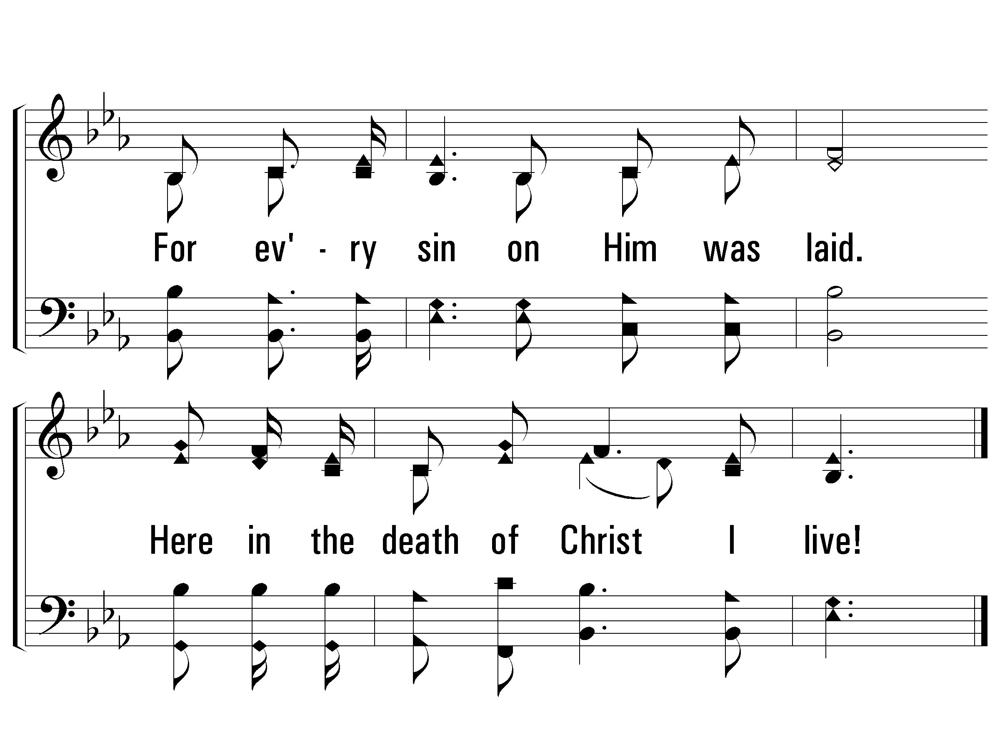 For ev' - ry sin on Him was laid.
Here in the death of Christ I live!